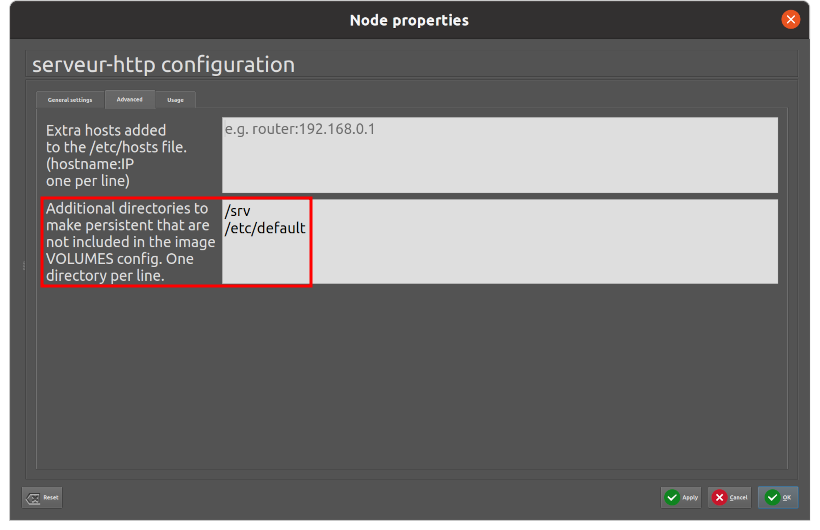 Node properties
serveur-http configuration
General settings
Advanced
Usage
Extra hosts added
to the /etc/hosts file.
(hostname:IP
one per line)
e.g. router:192.168.0.1
Additional directories to
make persistent that are
not included in the image
VOLUMES config. One
directory per line.
/srv
/etc/default
Reset
Apply
Cancel
OK